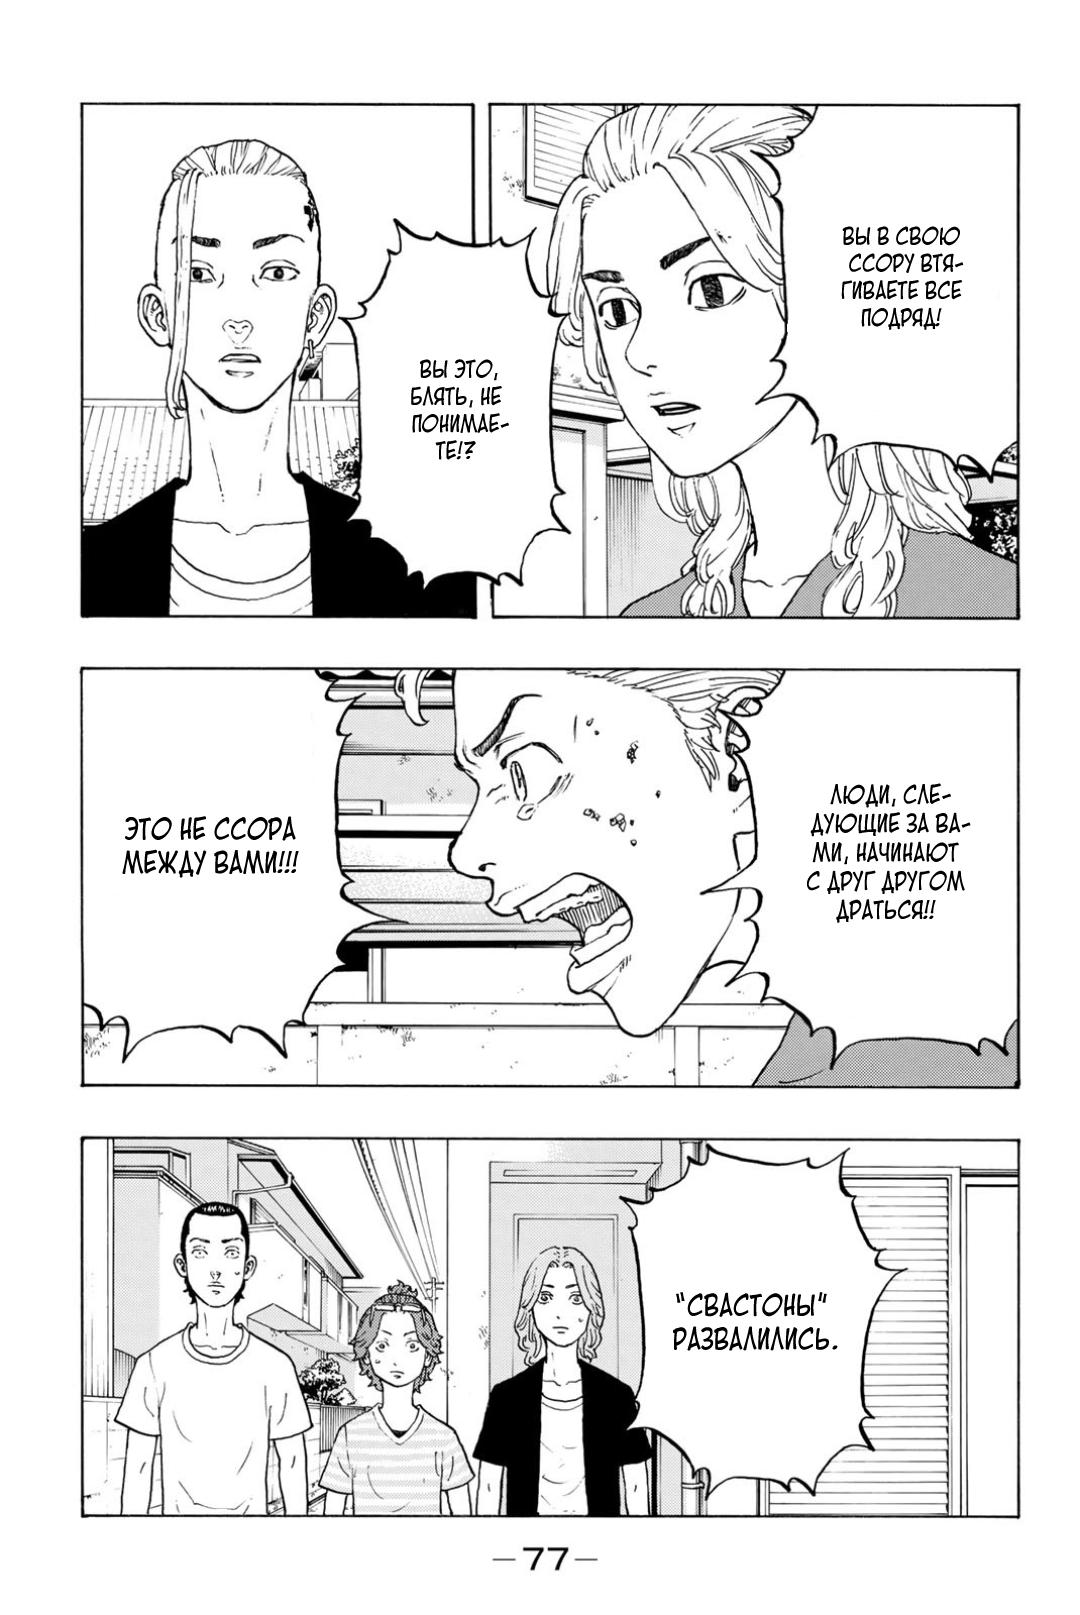 ВЫ В СВОЮ
ССОРУ ВТЯ-
ГИВАЕТЕ ВСЕ
ПОДРЯД!
ВЫ ЭТО,
БЛЯТЬ, НЕ
ПОНИМАЕ-
ТЕ!?
ЛЮДИ, СЛЕ-
ДУЮЩИЕ ЗА ВА-
МИ, НАЧИНАЮТ
С ДРУГ ДРУГОМ
ДРАТЬСЯ!!
ЭТО НЕ ССОРА
МЕЖДУ ВАМИ!!!
"СВАСТОНЫ"
РАЗВАЛИЛИСЬ.
—77—